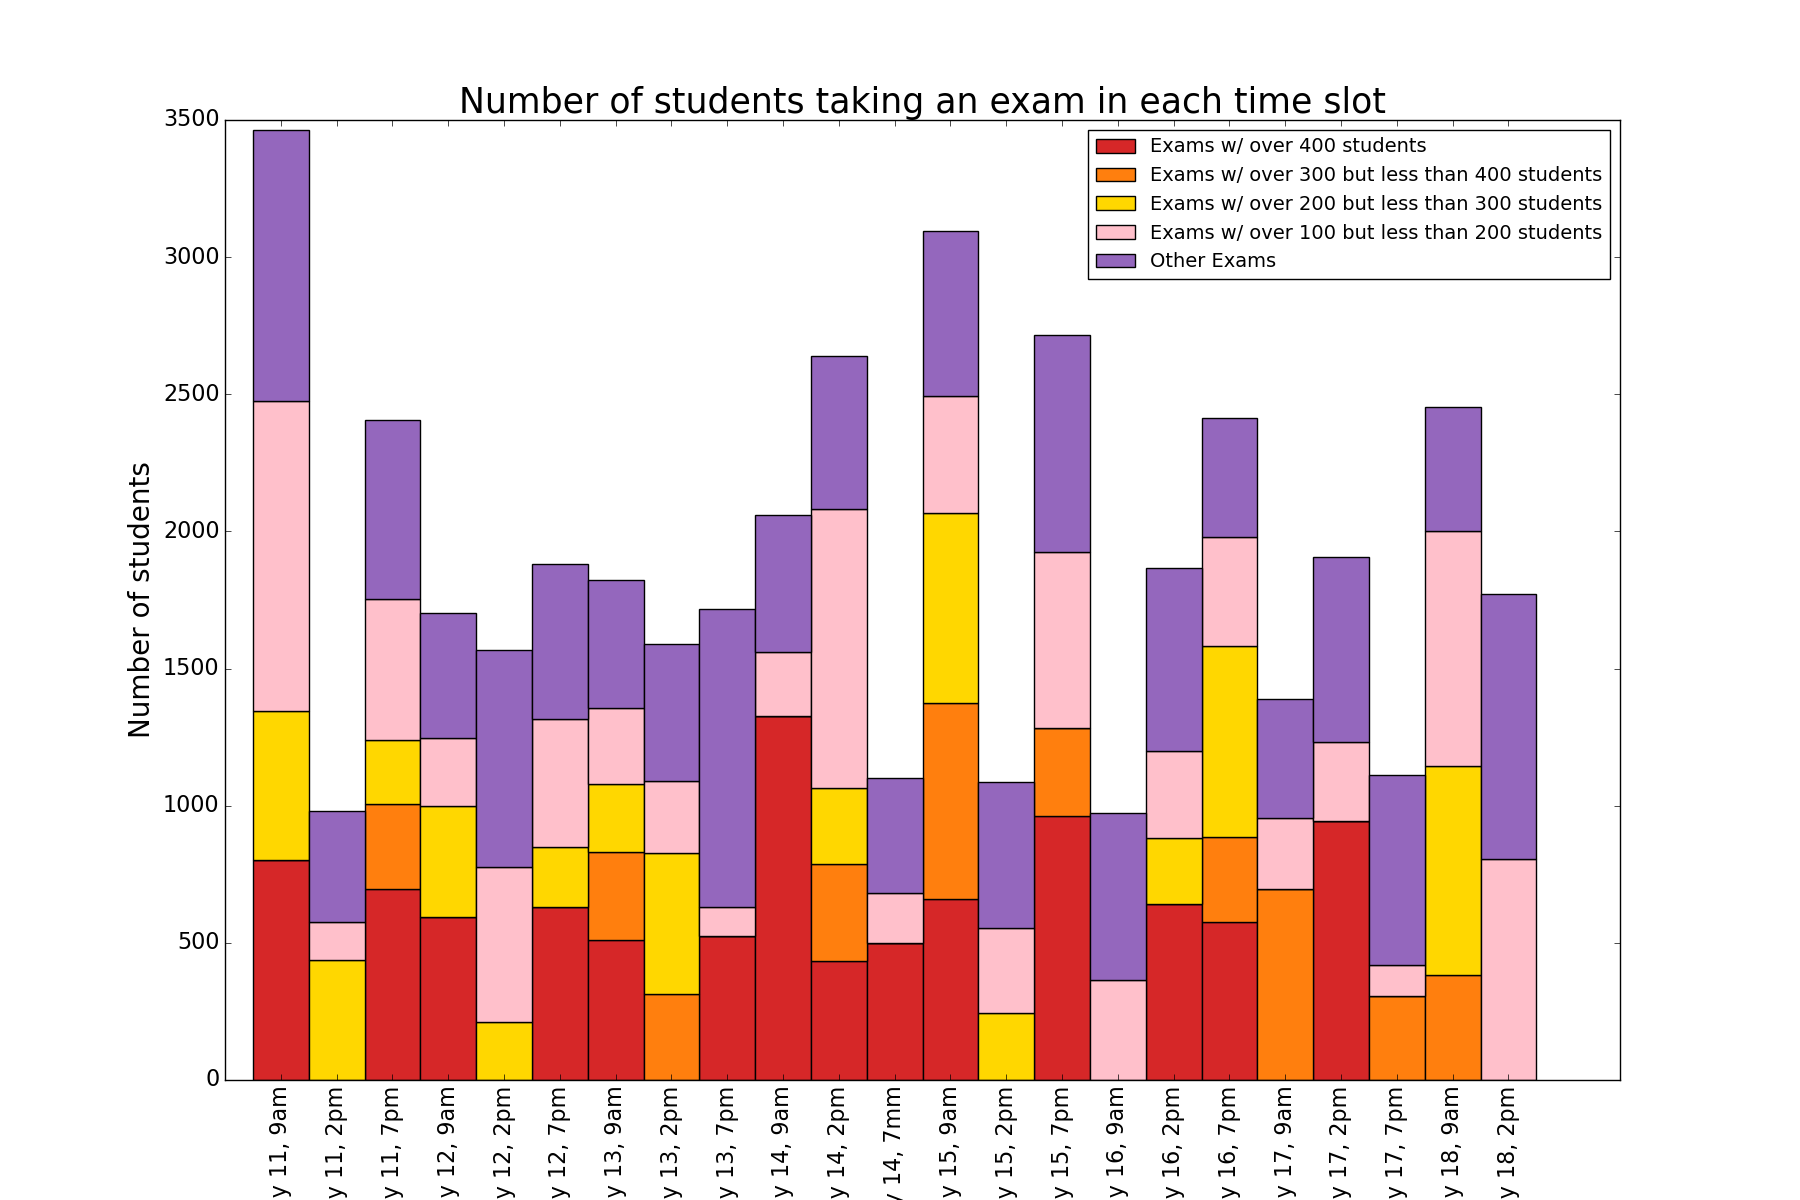 Number of students taking an exam in each time slot
Exams w/ over 400 students
Exams w/ over 300 but less than 400 students
Exams w/ over 200 but less than 300 students
Exams w/ over 100 but less than 200 students
Other Exams
Number of students
3500
3000
2500
2000
1500
1000
500
0
y 11, 9am
y 11, 2pm
y 11, 7pm
y 12, 9am
y 12, 2pm
y 12, 7pm
y 13, 9am
y 13, 2pm
y 13, 7pm
y 14, 9am
y 14, 2pm
y 14, 7mm
y 15, 9am
y 15, 2pm
y 15, 7pm
y 16, 9am
y 16, 2pm
y 16, 7pm
y 17, 9am
y 17, 2pm
y 17, 7pm
y 18, 9am
y 18, 2pm